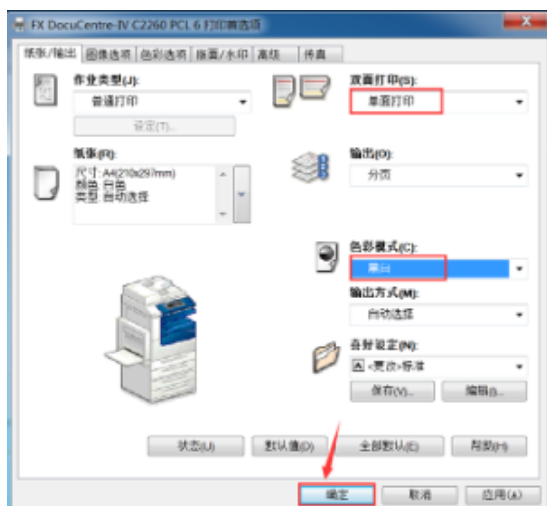 FX DocuCentre-IV C2260 PCL 6 打印首选项
纸张/输出 图像选项 色彩选项 版面/水印 高级 传真
作业类型(J):
普通打印
设定(T)...
纸张(R):
尺寸: A4(210x297mm)
颜色: 白色
类型: 自动选择
双面打印(S):
单面打印
输出(O):
分页
色彩模式(C):
黑白
输出方式(M):
自动选择
喜好设定(N):
A <更改>标准
保存(V)... 编辑(I)...
状态(U) 默认值(D) 全部默认(E) 帮助(H)
确定 取消 应用(A)